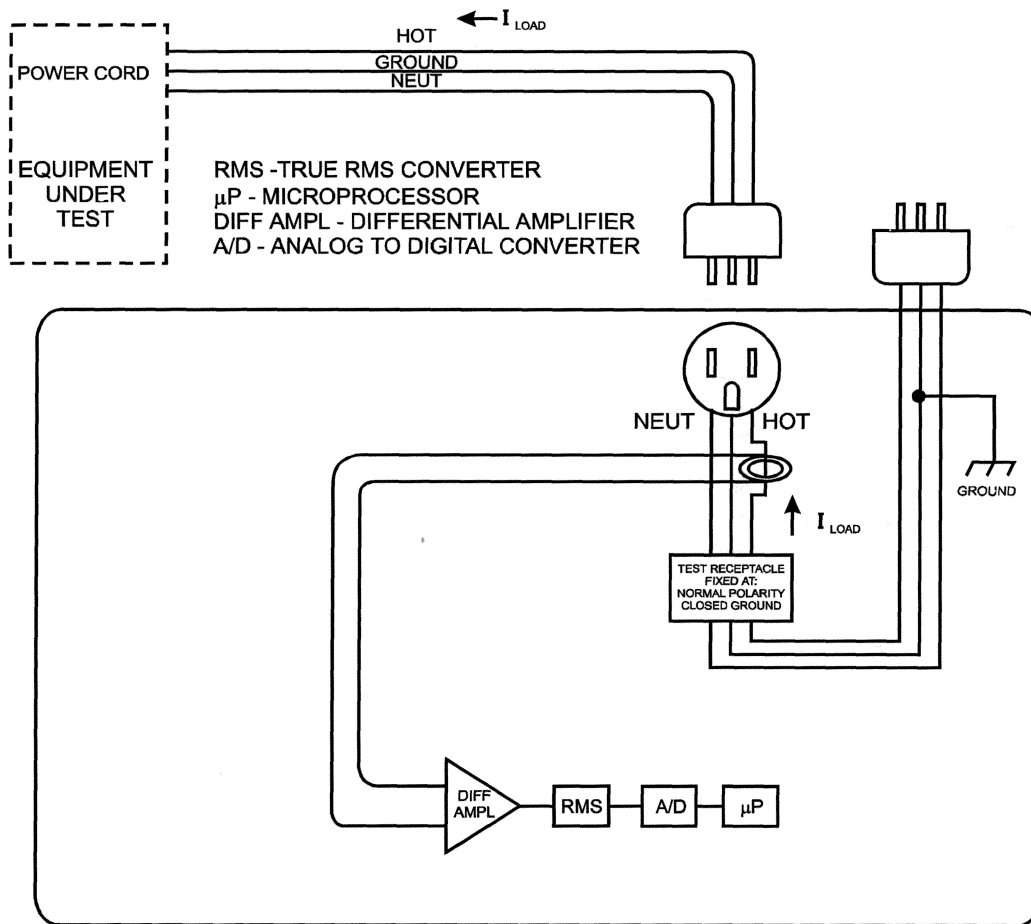 I LOAD
HOT
GROUND
NEUT
POWER CORD
EQUIPMENT
UNDER
TEST
RMS -TRUE RMS CONVERTER
µP - MICROPROCESSOR
DIFF AMPL - DIFFERENTIAL AMPLIFIER
A/D - ANALOG TO DIGITAL CONVERTER
NEUT
HOT
GROUND
I LOAD
TEST RECEPTACLE
FIXED AT:
NORMAL POLARITY
CLOSED GROUND
DIFF
AMPL
RMS
A/D
µP